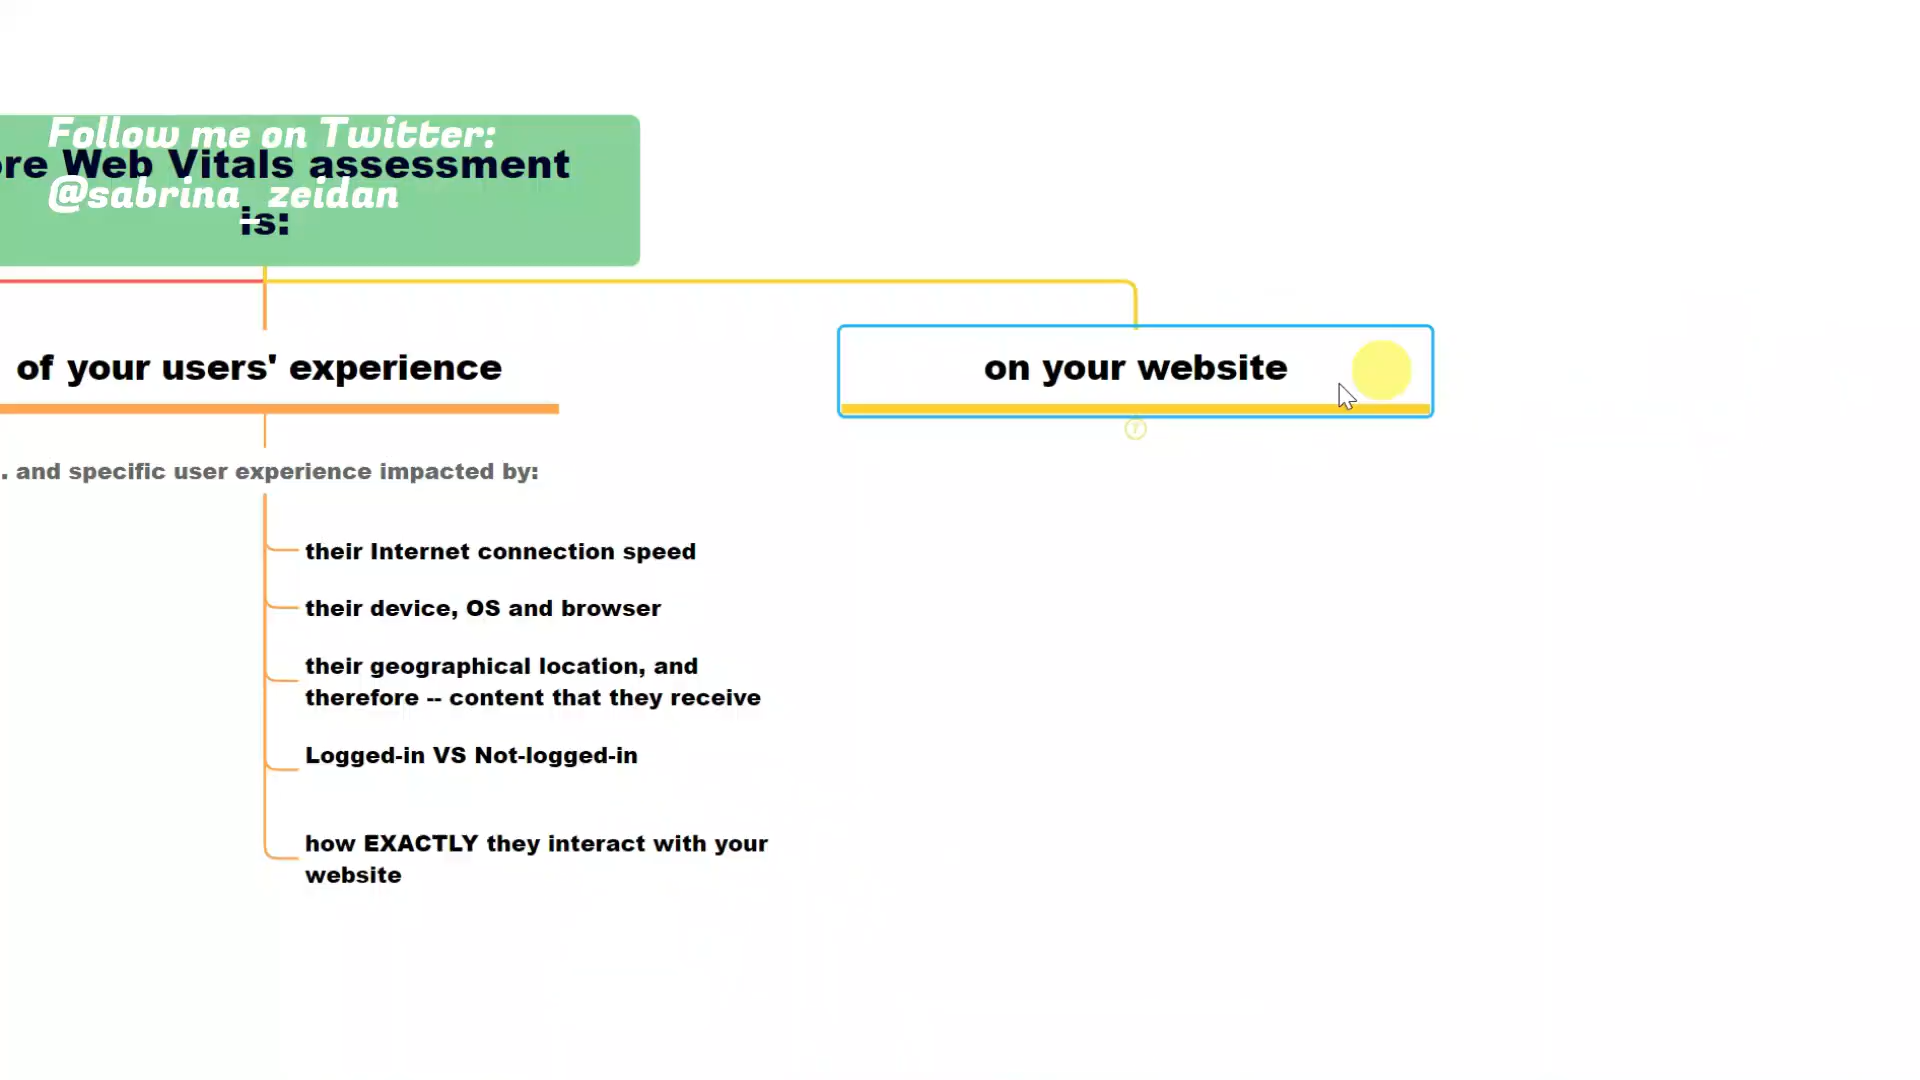 Follow me on Twitter:
@sabrina_zeidan
ore Web Vitals assessment
is:
of your users' experience
on your website
. and specific user experience impacted by:
their Internet connection speed
their device, OS and browser
their geographical location, and
therefore -- content that they receive
Logged-in VS Not-logged-in
how EXACTLY they interact with your
website